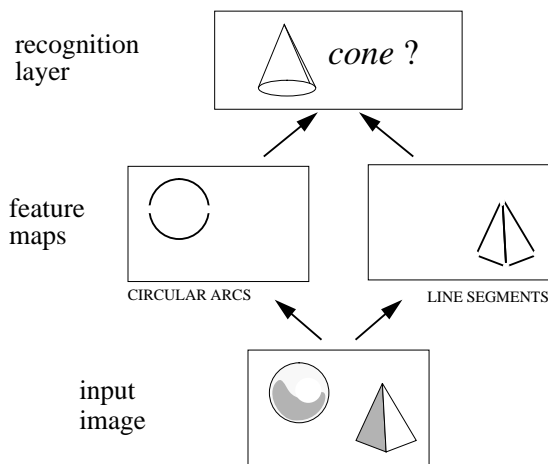 recognition
layer
cone ?
feature
maps
CIRCULAR ARCS
LINE SEGMENTS
input
image